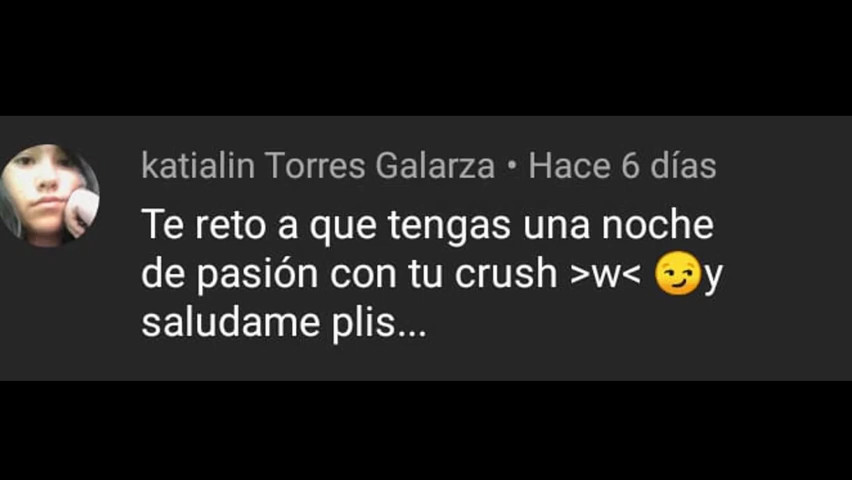 katialin Torres Galarza • Hace 6 días
Te reto a que tengas una noche
de pasión con tu crush >w< 😏y
saludame plis...